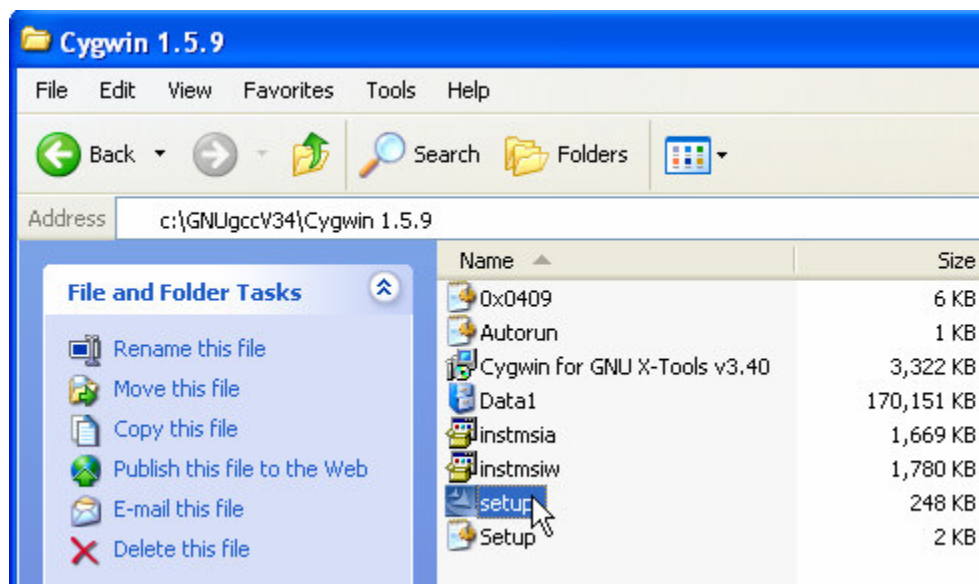 Cygwin 1.5.9
File Edit View Favorites Tools Help
Back Search Folders
Address c:\GNUgccV34\Cygwin 1.5.9
File and Folder Tasks
Rename this file
Move this file
Copy this file
Publish this file to the Web
E-mail this file
Delete this file
Name Size
0x0409 6 KB
Autorun 1 KB
Cygwin for GNU X-Tools v3.40 3,322 KB
Data1 170,151 KB
instmsia 1,669 KB
instmsiw 1,780 KB
setup 248 KB
Setup 2 KB